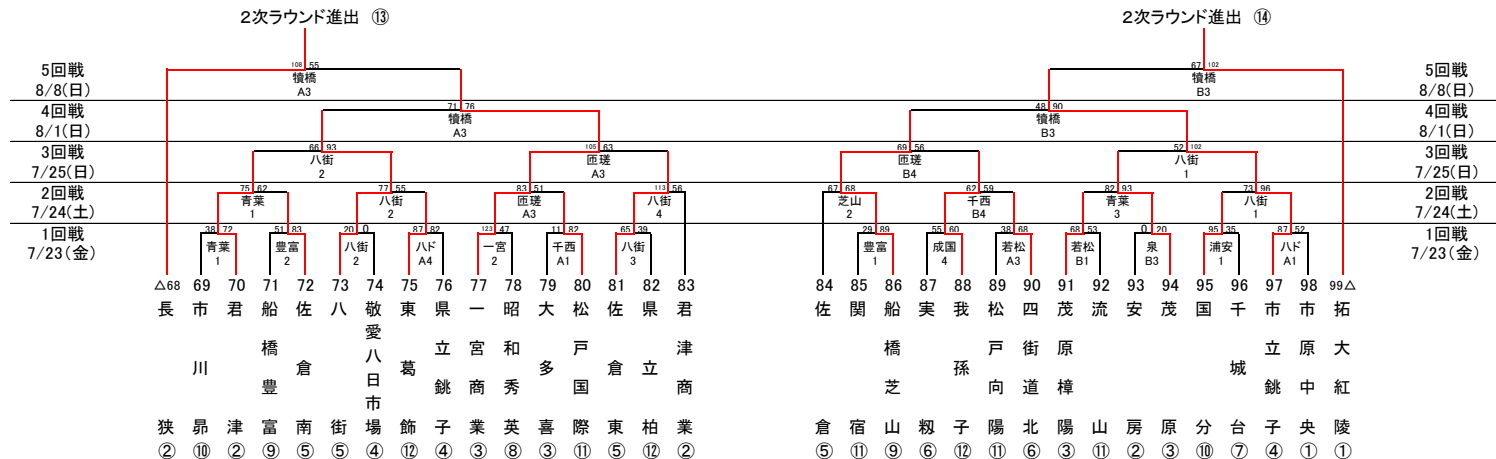 2次ラウンド進出 ⑬
2次ラウンド進出 ⑭
5回戦
8/8(日)
108 55
犢橋
A3
67 102
犢橋
B3
5回戦
8/8(日)
4回戦
8/1(日)
71 76
犢橋
A3
48 90
犢橋
B3
4回戦
8/1(日)
3回戦
7/25(日)
66 93
八街
2
105 63
匝瑳
A3
69 56
匝瑳
B4
52 102
八街
1
3回戦
7/25(日)
2回戦
7/24(土)
75 62
青葉
1
77 55
八街
2
83 51
匝瑳
A3
113 56
八街
4
67 68
芝山
2
62 59
千西
B4
82 93
青葉
3
73 96
八街
1
2回戦
7/24(土)
1回戦
7/23(金)
38 72
青葉
1
51 83
豊富
2
20 0
八街
2
87 82
八ド
A4
123 47
一宮
2
11 82
千西
A1
65 39
八街
3
29 89
豊富
1
55 60
成国
4
38 68
若松
A3
68 53
若松
B1
0 20
泉
B3
95 35
浦安
1
87 52
八ド
A1
1回戦
7/23(金)
△68 長狭②
69 市川昴⑩
70 君津②
71 船橋豊富⑨
72 佐倉南⑤
73 八街⑤
74 敬愛八日市場④
75 東葛飾⑫
76 県立銚子④
77 一宮商業③
78 昭和秀英⑧
79 大多喜③
80 松戸国際⑪
81 佐倉東⑤
82 県立柏⑫
83 君津商業②
84 佐倉⑤
85 関宿⑪
86 船橋芝山⑨
87 実籾⑥
88 我孫子⑫
89 松戸向陽⑪
90 四街道北⑥
91 茂原樟陽③
92 流山⑪
93 安房②
94 茂原③
95 国分⑩
96 千城台⑦
97 市立銚子④
98 市原中央①
99△ 拓大紅陵①